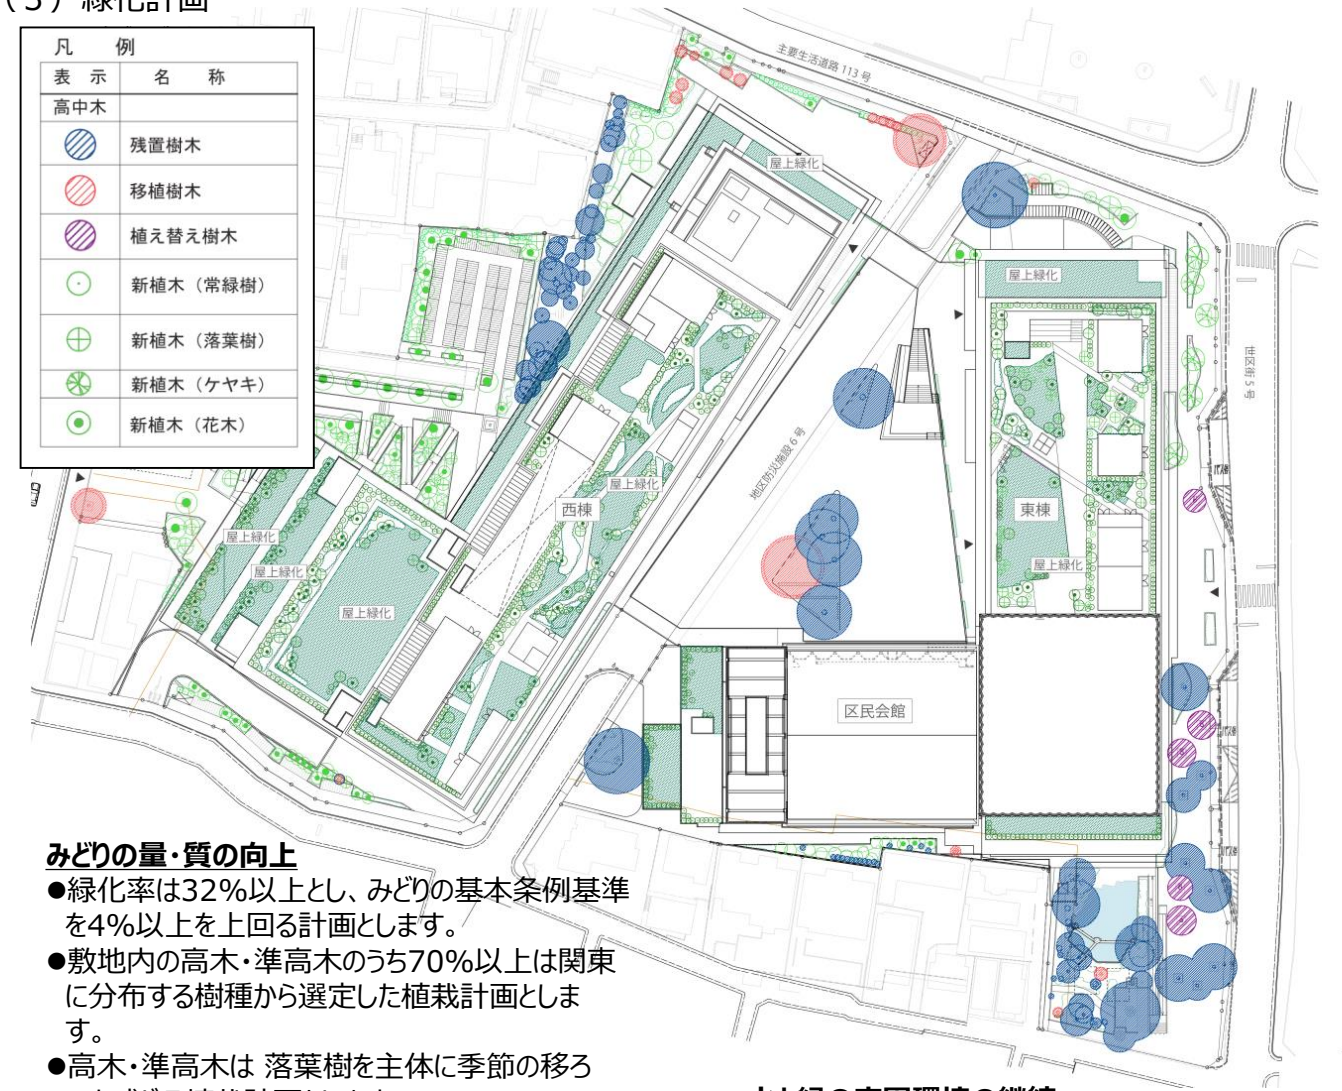 （３）緑化計画
凡 例
表 示 名 称
高中木
残置樹木
移植樹木
植え替え樹木
新植木（常緑樹）
新植木（落葉樹）
新植木（ケヤキ）
新植木（花木）
主要生活道路 113 号
屋上緑化
屋上緑化
世区街 5 号
地区防災施設 6 号
屋上緑化
西棟
東棟
屋上緑化
屋上緑化
屋上緑化
屋上緑化
区民会館
みどりの量・質の向上
●緑化率は32%以上とし、みどりの基本条例基準
を4%以上を上回る計画とします。
●敷地内の高木・準高木のうち70%以上は関東
に分布する樹種から選定した植栽計画としま
す。
●高木・準高木は 落葉樹を主体に季節の移ろ